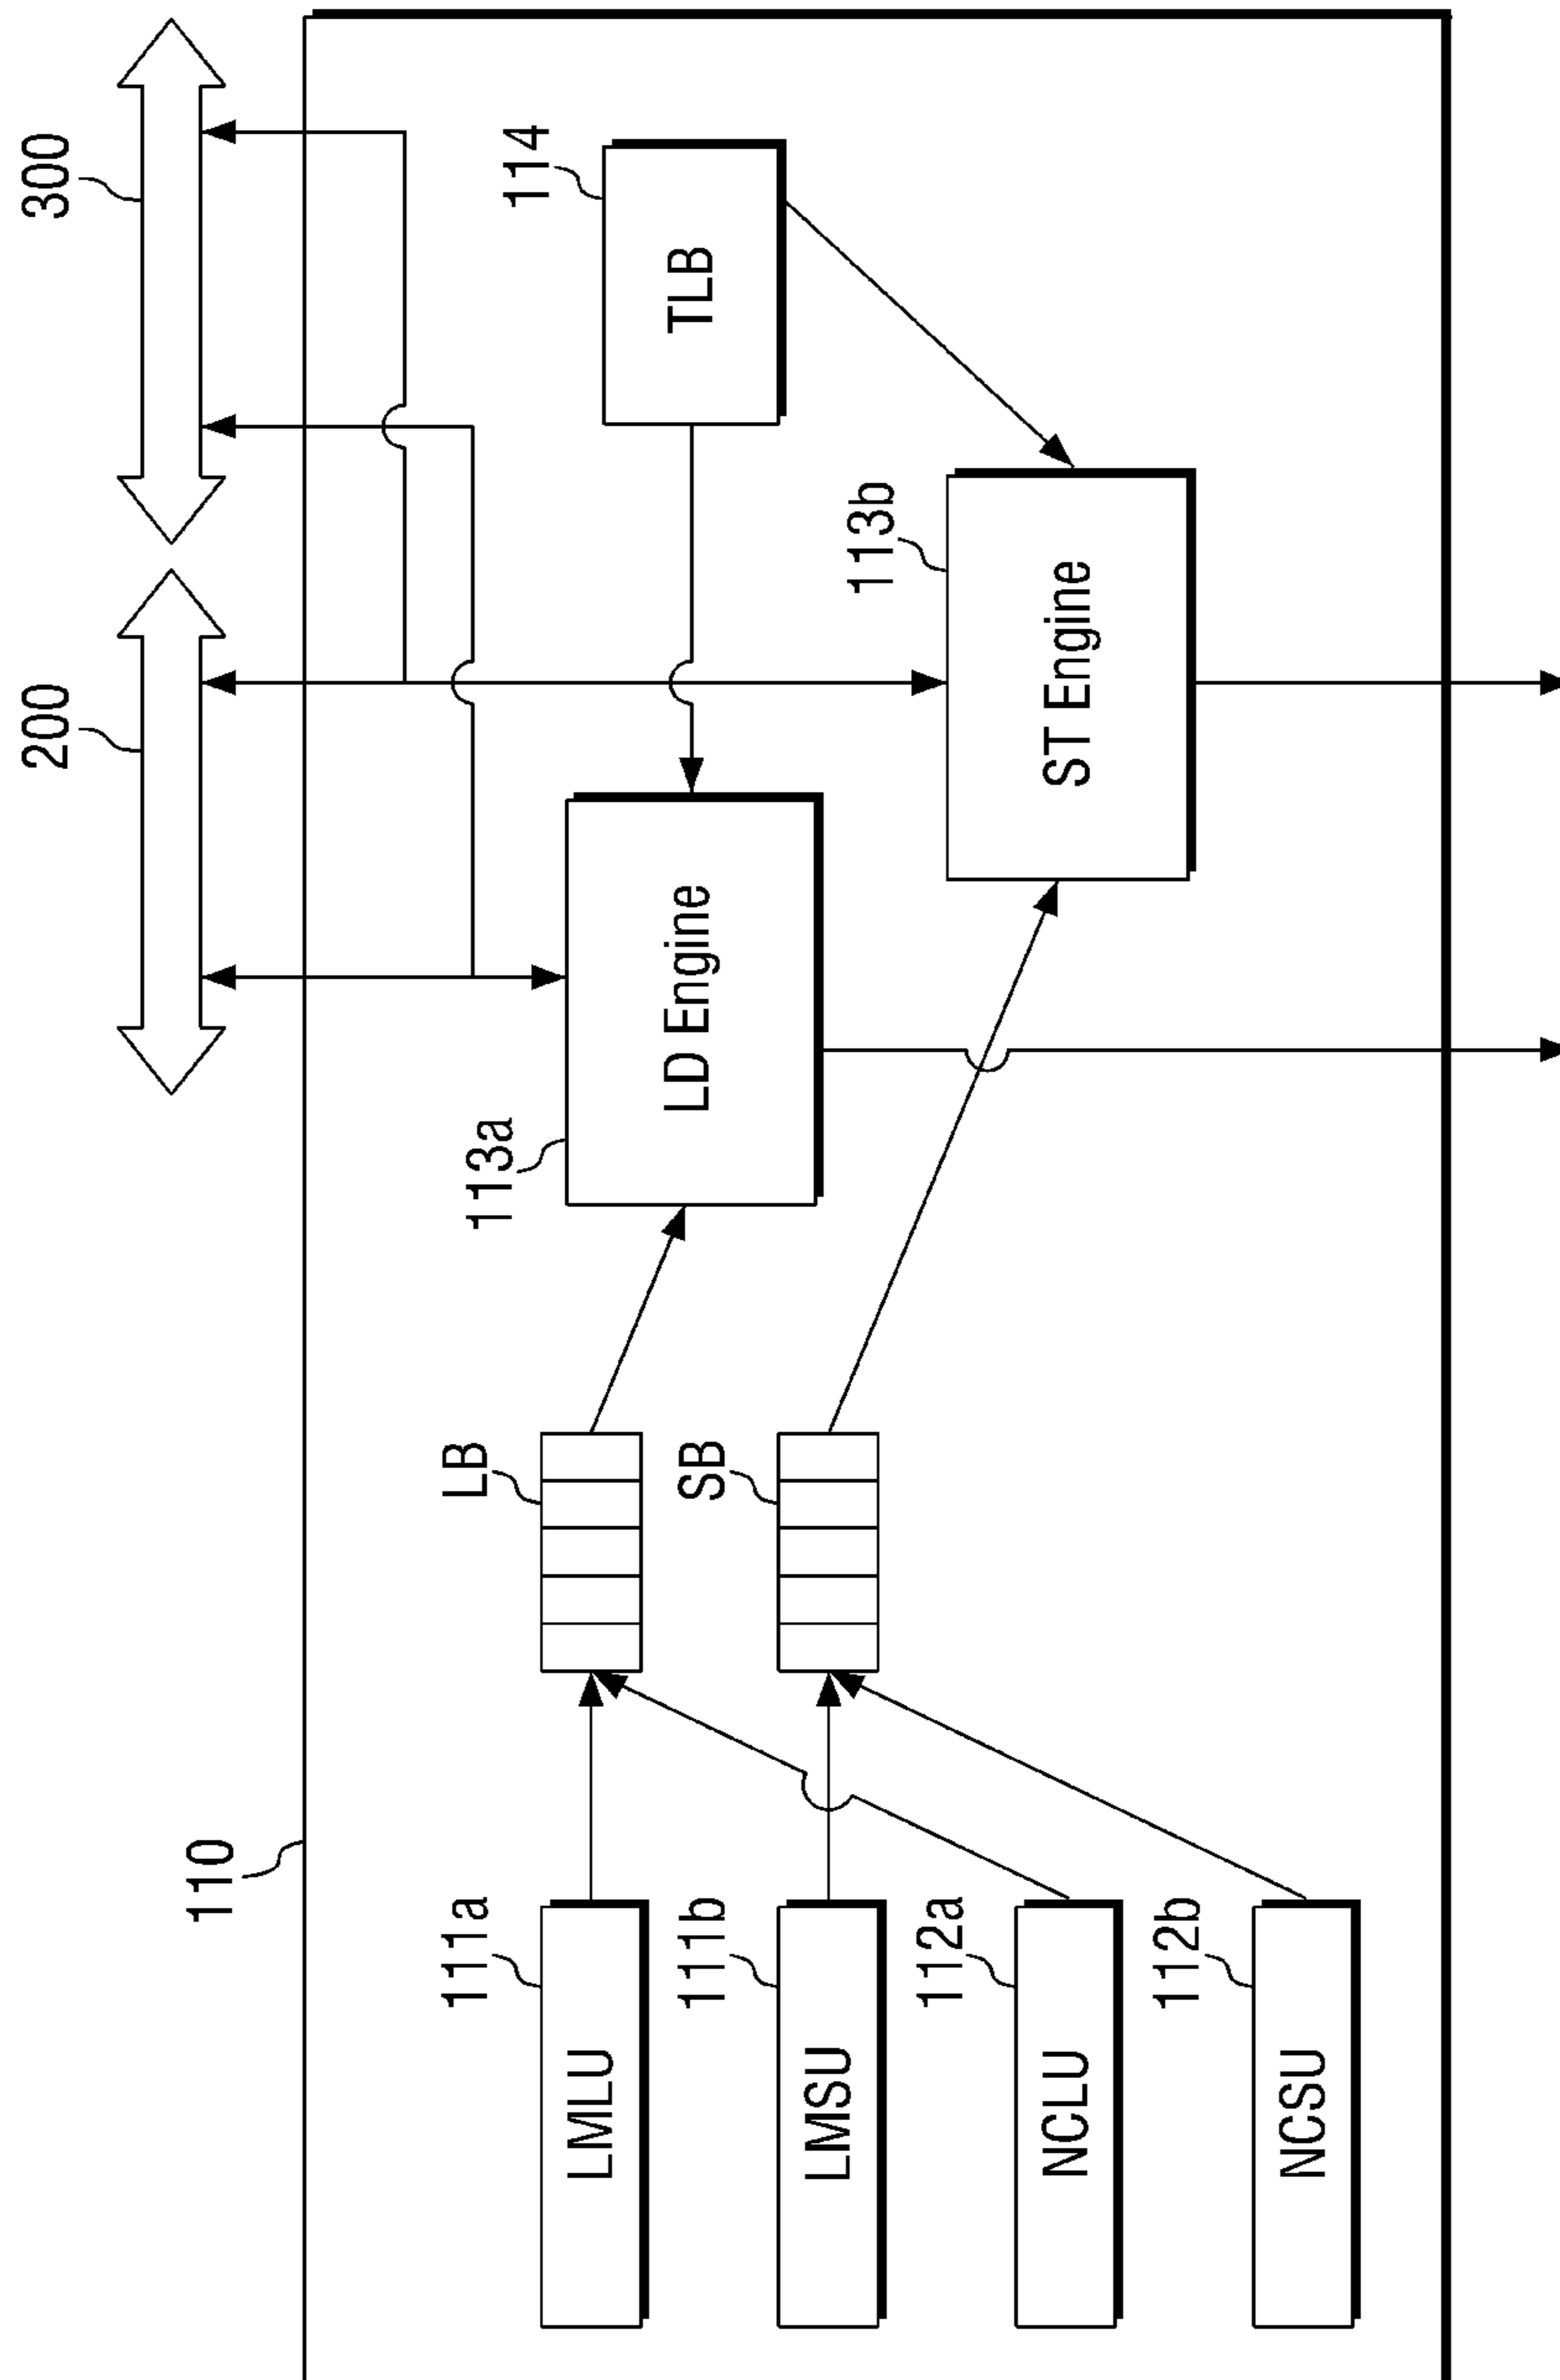 200
300
110
111a
LMLU
LB
113a
LD Engine
114
TLB
111b
LMSU
SB
113b
ST Engine
112a
NCLU
112b
NCSU